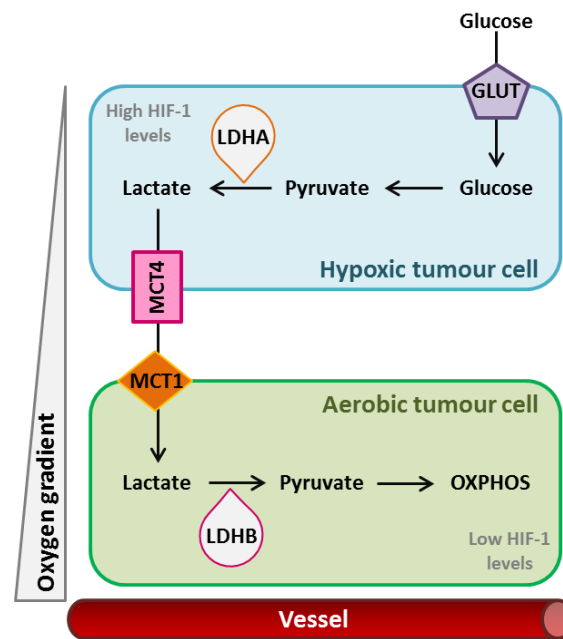 Glucose
GLUT
High HIF-1
levels
LDHA
Lactate
Pyruvate
Glucose
MCT4
Hypoxic tumour cell
MCT1
Aerobic tumour cell
Lactate
Pyruvate
OXPHOS
LDHB
Low HIF-1
levels
Oxygen gradient
Vessel